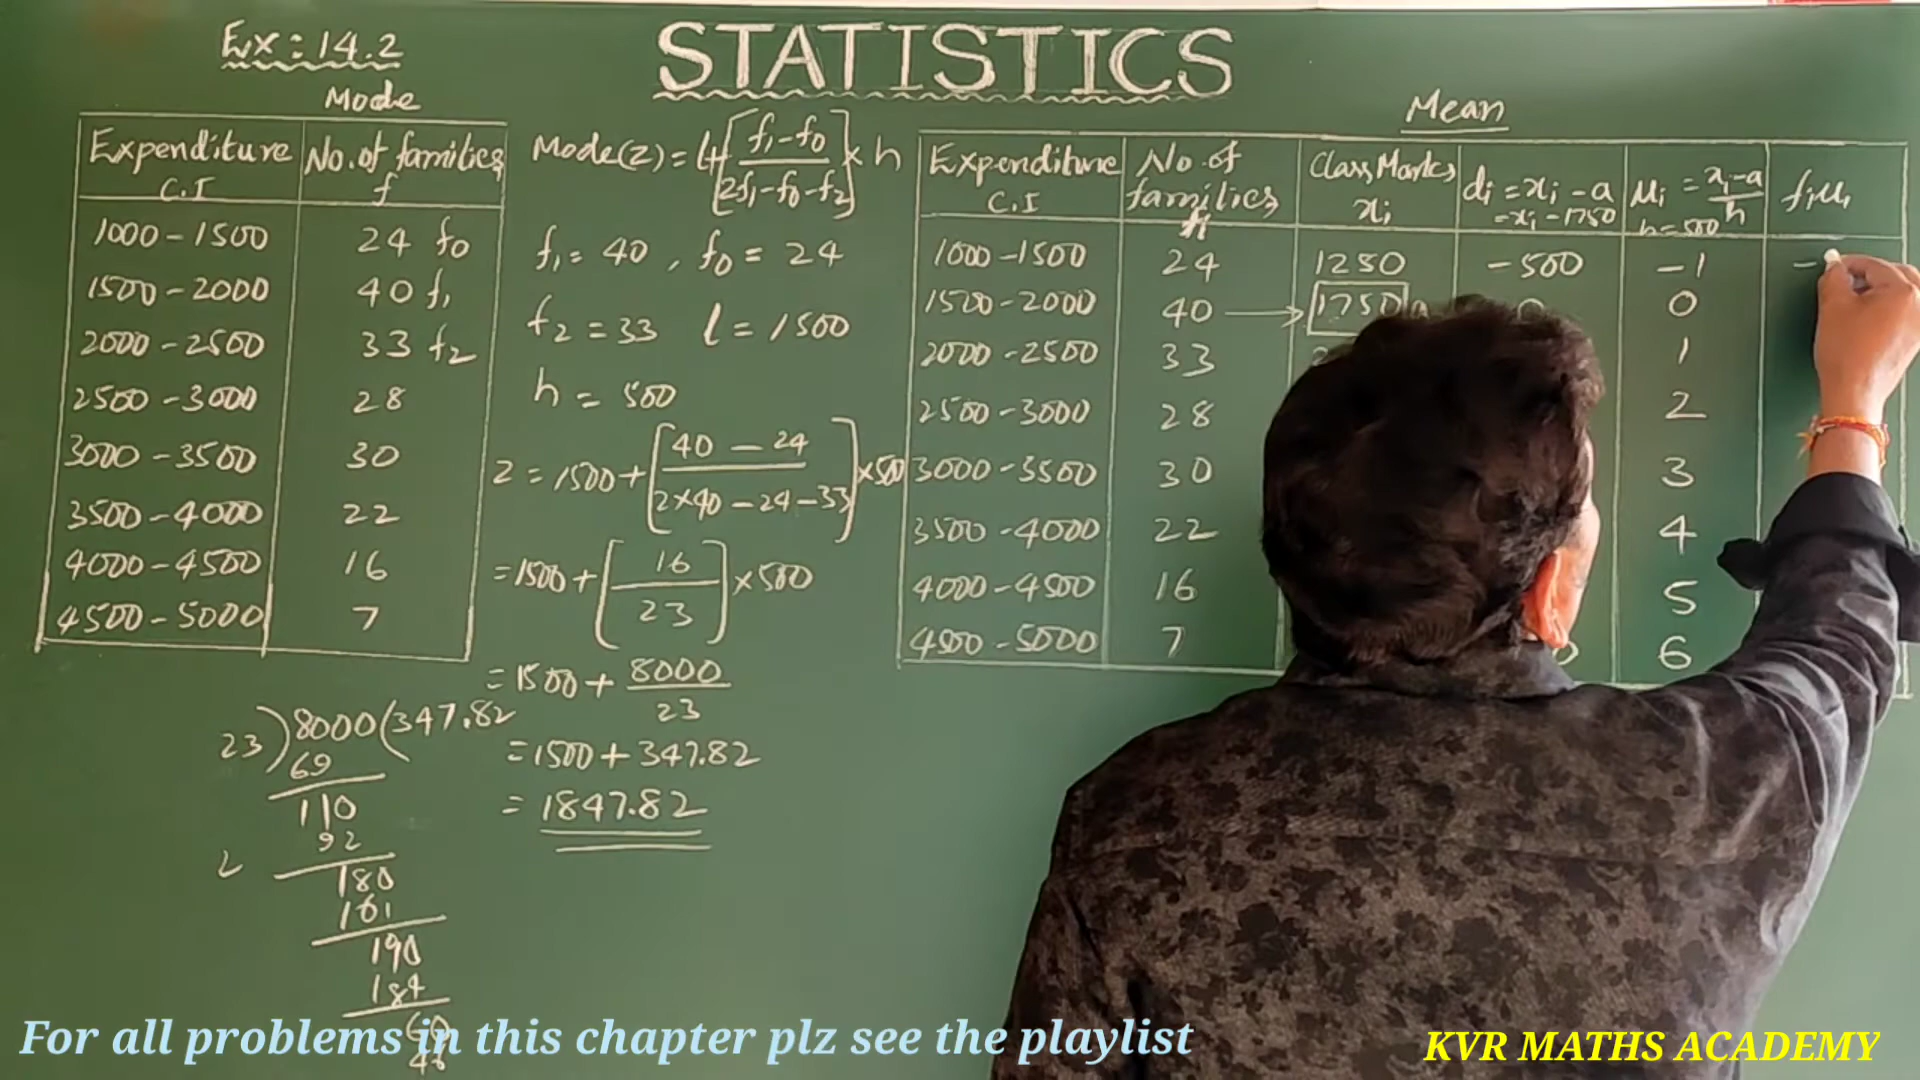 Ex: 14.2
STATISTICS
Mode
Expenditure C.I | No. of families f
1000 - 1500 | 24 f0
1500 - 2000 | 40 f1
2000 - 2500 | 33 f2
2500 - 3000 | 28
3000 - 3500 | 30
3500 - 4000 | 22
4000 - 4500 | 16
4500 - 5000 | 7
23)8000(347.82
69
110
92
180
161
190
184
60
46
Mode(Z) = l+[f1-f0 / 2f1-f0-f2] × h
f1 = 40, f0 = 24
f2 = 33 l = 1500
h = 500
Z = 1500 + [40 - 24 / 2×40 - 24 - 33] × 500
= 1500 + [16 / 23] × 500
= 1500 + 8000 / 23
= 1500 + 347.82
= 1847.82
Mean
Expenditure C.I | No. of families fi | Class Marks xi | di = xi - a = xi - 1750 | ui = xi - a / h h = 500 | fiui
1000 - 1500 | 24 | 1250 | -500 | -1 | -
1500 - 2000 | 40 → | 1750 a | 0 | 0
2000 - 2500 | 33 | 1
2500 - 3000 | 28 | 2
3000 - 3500 | 30 | 3
3500 - 4000 | 22 | 4
4000 - 4500 | 16 | 5
4500 - 5000 | 7 | 6
For all problems in this chapter plz see the playlist
KVR MATHS ACADEMY